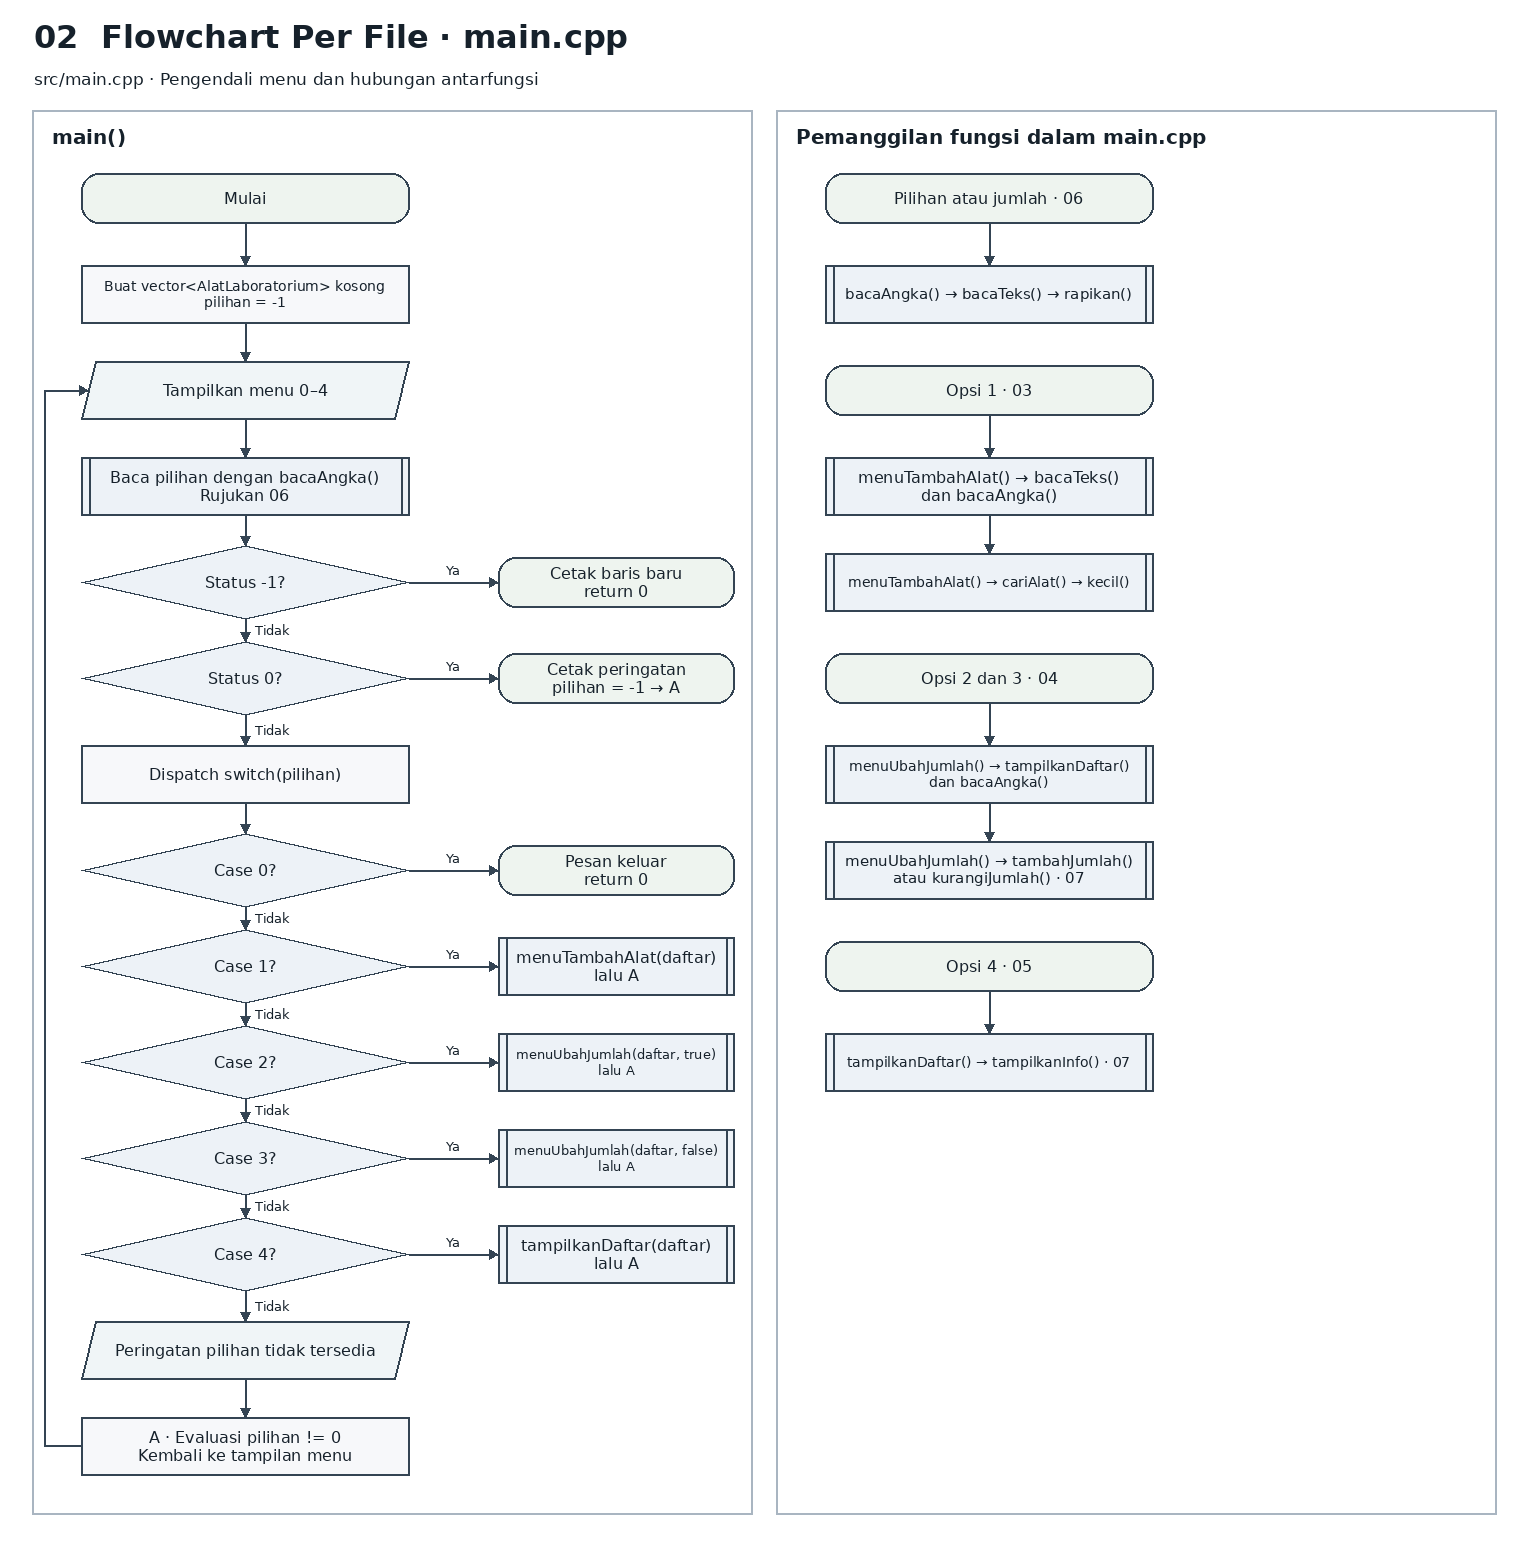 02  Flowchart Per File · main.cpp
src/main.cpp · Pengendali menu dan hubungan antarfungsi
main()
Mulai
Buat vector<AlatLaboratorium> kosong
pilihan = -1
Tampilkan menu 0–4
Baca pilihan dengan bacaAngka()
Rujukan 06
Status -1?
Ya
Cetak baris baru
return 0
Tidak
Status 0?
Ya
Cetak peringatan
pilihan = -1 → A
Tidak
Dispatch switch(pilihan)
Case 0?
Ya
Pesan keluar
return 0
Tidak
Case 1?
Ya
menuTambahAlat(daftar)
lalu A
Tidak
Case 2?
Ya
menuUbahJumlah(daftar, true)
lalu A
Tidak
Case 3?
Ya
menuUbahJumlah(daftar, false)
lalu A
Tidak
Case 4?
Ya
tampilkanDaftar(daftar)
lalu A
Tidak
Peringatan pilihan tidak tersedia
A · Evaluasi pilihan != 0
Kembali ke tampilan menu
Pemanggilan fungsi dalam main.cpp
Pilihan atau jumlah · 06
bacaAngka() → bacaTeks() → rapikan()
Opsi 1 · 03
menuTambahAlat() → bacaTeks()
dan bacaAngka()
menuTambahAlat() → cariAlat() → kecil()
Opsi 2 dan 3 · 04
menuUbahJumlah() → tampilkanDaftar()
dan bacaAngka()
menuUbahJumlah() → tambahJumlah()
atau kurangiJumlah() · 07
Opsi 4 · 05
tampilkanDaftar() → tampilkanInfo() · 07